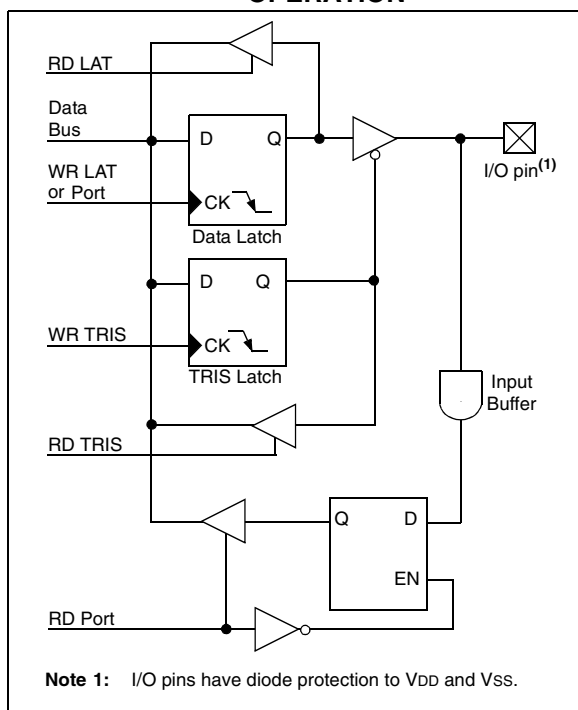 OPERATION
RD LAT
Data
Bus
D Q
I/O pin(1)
WR LAT
or Port
CK
Data Latch
D Q
WR TRIS
CK
TRIS Latch
Input
Buffer
RD TRIS
Q D
EN
RD Port
Note 1: I/O pins have diode protection to VDD and VSS.